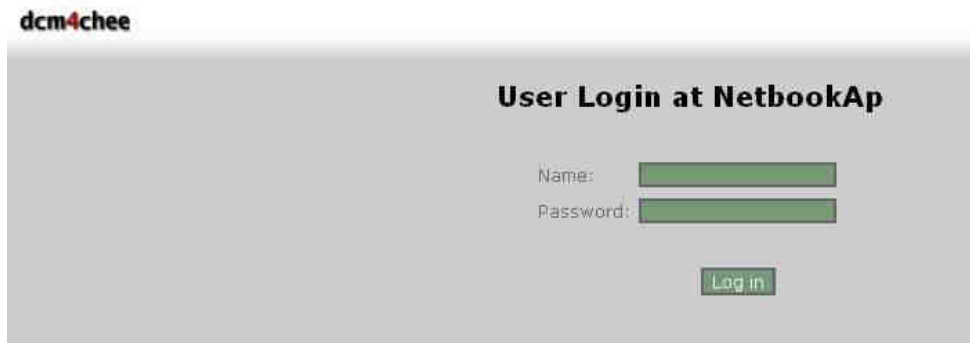 dcm4chee
User Login at NetbookAp
Name:
Password:
Log in